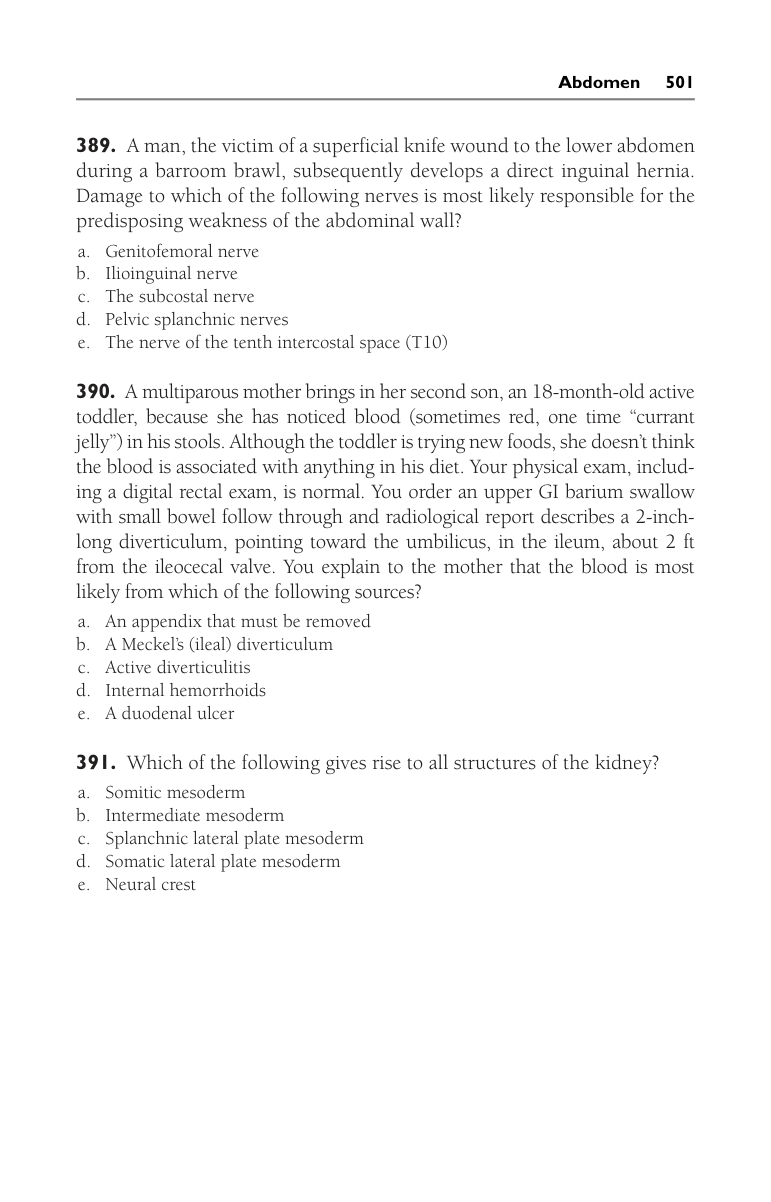 Abdomen 501
389. A man, the victim of a superficial knife wound to the lower abdomen
during a barroom brawl, subsequently develops a direct inguinal hernia.
Damage to which of the following nerves is most likely responsible for the
predisposing weakness of the abdominal wall?
a. Genitofemoral nerve
b. Ilioinguinal nerve
c. The subcostal nerve
d. Pelvic splanchnic nerves
e. The nerve of the tenth intercostal space (T10)
390. A multiparous mother brings in her second son, an 18-month-old active
toddler, because she has noticed blood (sometimes red, one time “currant
jelly”) in his stools. Although the toddler is trying new foods, she doesn’t think
the blood is associated with anything in his diet. Your physical exam, includ-
ing a digital rectal exam, is normal. You order an upper GI barium swallow
with small bowel follow through and radiological report describes a 2-inch-
long diverticulum, pointing toward the umbilicus, in the ileum, about 2 ft
from the ileocecal valve. You explain to the mother that the blood is most
likely from which of the following sources?
a. An appendix that must be removed
b. A Meckel’s (ileal) diverticulum
c. Active diverticulitis
d. Internal hemorrhoids
e. A duodenal ulcer
391. Which of the following gives rise to all structures of the kidney?
a. Somitic mesoderm
b. Intermediate mesoderm
c. Splanchnic lateral plate mesoderm
d. Somatic lateral plate mesoderm
e. Neural crest